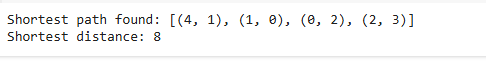 Shortest path found: [(4, 1), (1, 0), (0, 2), (2, 3)]
Shortest distance: 8